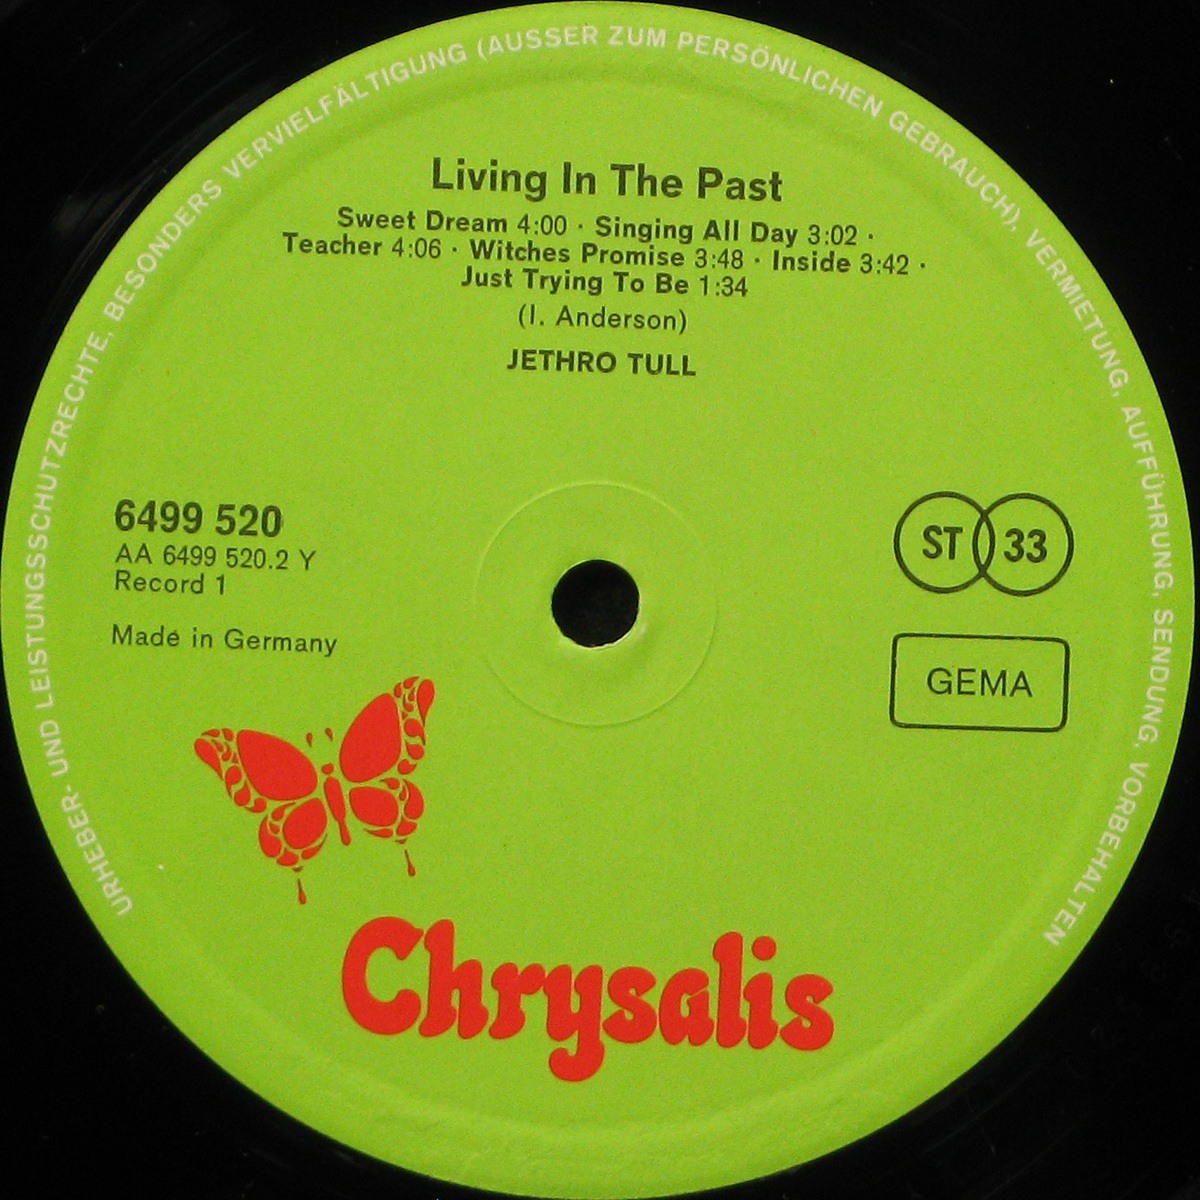 URHEBER- UND LEISTUNGSSCHUTZRECHTE, BESONDERS VERVIELFÄLTIGUNG (AUSSER ZUM PERSÖNLICHEN GEBRAUCH), VERMIETUNG, AUFFÜHRUNG, SENDUNG, VORBEHALTEN
Living In The Past
Sweet Dream 4:00 · Singing All Day 3:02 ·
Teacher 4:06 · Witches Promise 3:48 · Inside 3:42 ·
Just Trying To Be 1:34
(I. Anderson)
JETHRO TULL
6499 520
AA 6499 520.2 Y
Record 1
Made in Germany
ST 33
GEMA
Chrysalis